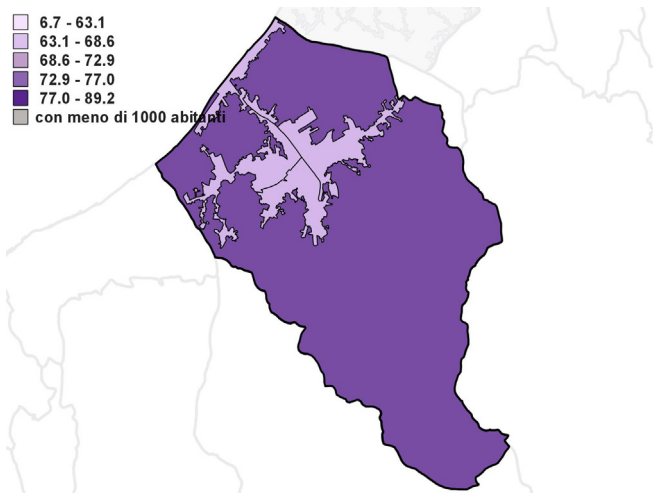 6.7 - 63.1
63.1 - 68.6
68.6 - 72.9
72.9 - 77.0
77.0 - 89.2
con meno di 1000 abitanti